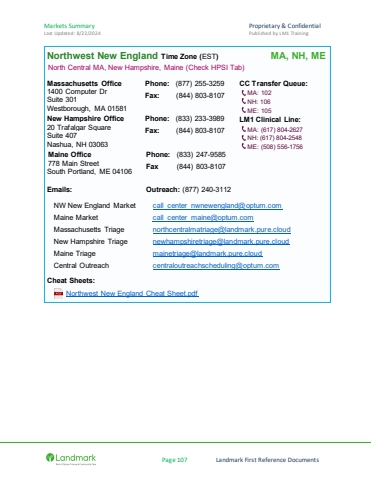 Markets Summary Proprietary & Confidential
Last Updated: 8/22/2024 Published by LMS Training
Northwest New England Time Zone (EST) MA, NH, ME
North Central MA, New Hampshire, Maine (Check HPSI Tab)
Massachusetts Office Phone: (877) 255-3259 CC Transfer Queue:
1400 Computer Dr Fax: (844) 803-8107 MA: 102
Suite 301 NH: 106
Westborough, MA 01581 ME: 105
New Hampshire Office Phone: (833) 233-3989 LM1 Clinical Line:
20 Trafalgar Square Fax: (844) 803-8107 MA: (617) 804-2627
Suite 407 NH: (617) 804-2548
Nashua, NH 03063 ME: (508) 556-1756
Maine Office Phone: (833) 247-9585
778 Main Street Fax (844) 803-8107
South Portland, ME 04106
Emails: Outreach: (877) 240-3112
NW New England Market call_center_nwnewengland@optum.com
Maine Market call_center_maine@optum.com
Massachusetts Triage northcentralmatriage@landmark.pure.cloud
New Hampshire Triage newhampshiretriage@landmark.pure.cloud
Maine Triage mainetriage@landmark.pure.cloud
Central Outreach centraloutreachscheduling@optum.com
Cheat Sheets:
Northwest New England Cheat Sheet.pdf
Landmark Page 107 Landmark First Reference Documents